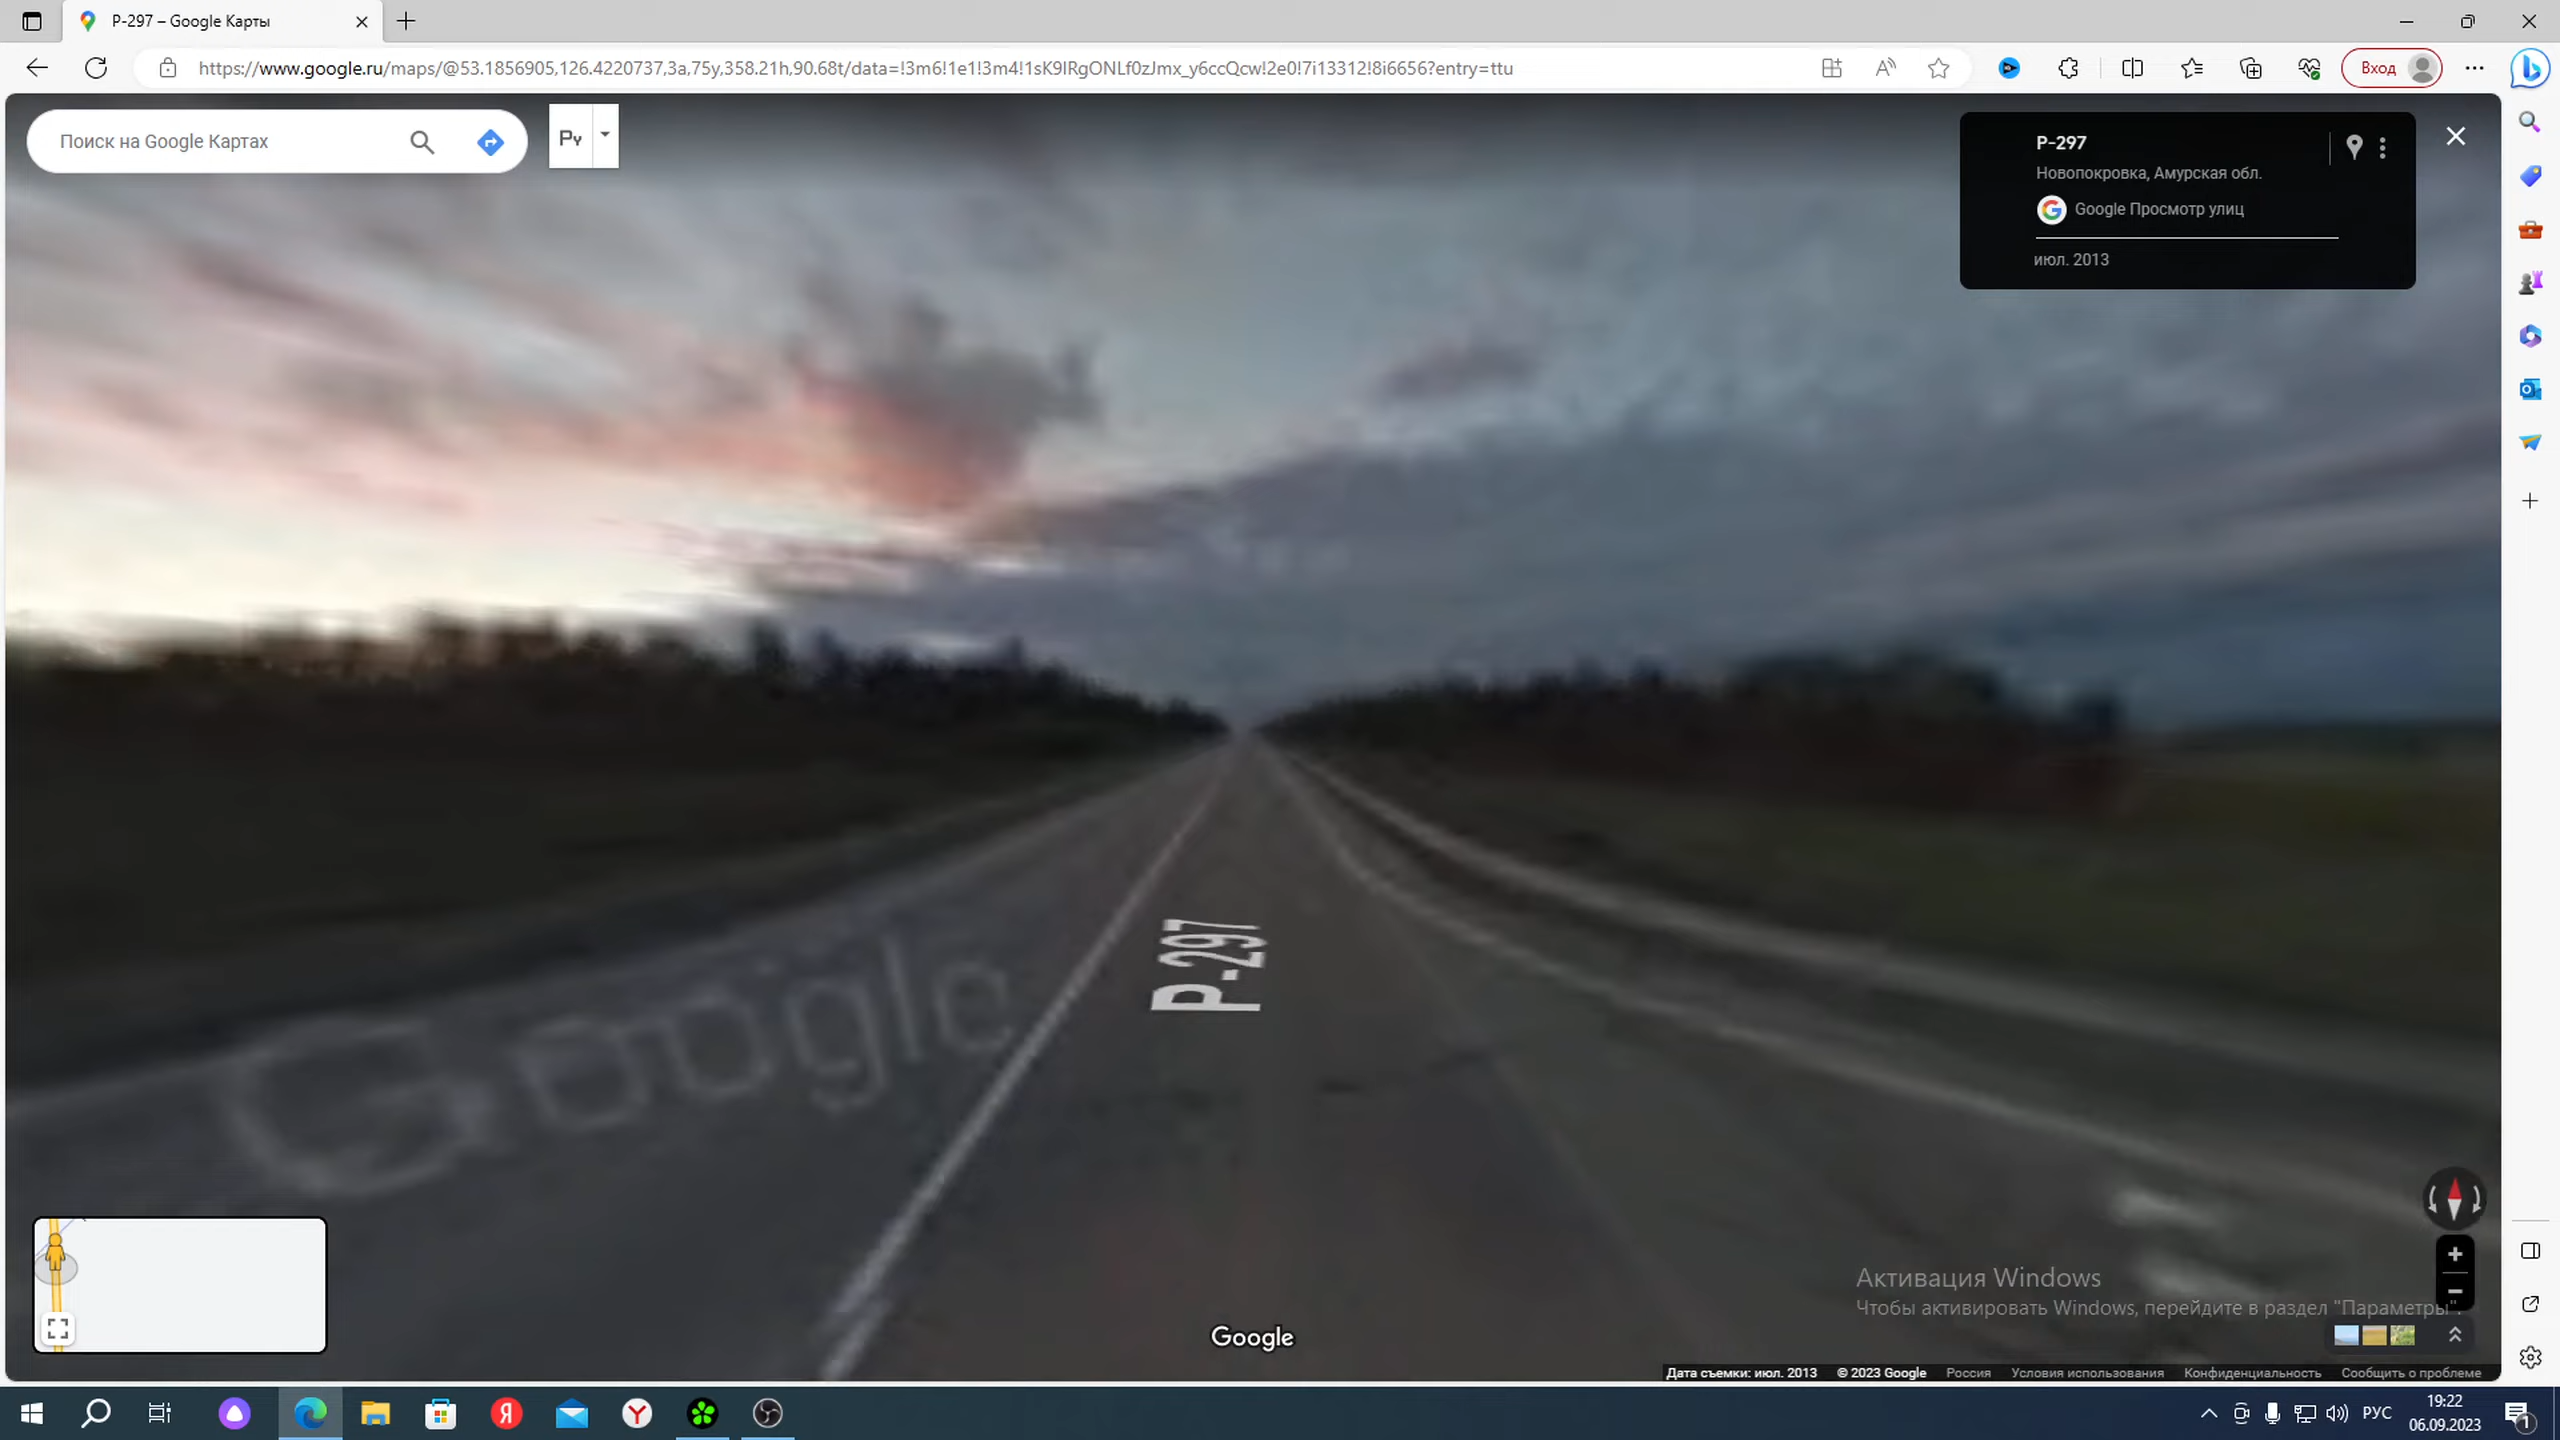 P-297 – Google Карты
https://www.google.ru/maps/@53.1856905,126.4220737,3a,75y,358.21h,90.68t/data=!3m6!1e1!3m4!1sK9IRgONLf0zJmx_y6ccQcw!2e0!7i13312!8i6656?entry=ttu
Вход
Поиск на Google Картах
Ру
Р-297
Новопокровка, Амурская обл.
Google Просмотр улиц
июл. 2013
Р-297
Google
Google
Активация Windows
Чтобы активировать Windows, перейдите в раздел "Параметры".
Дата съемки: июл. 2013 © 2023 Google Россия Условия использования Конфиденциальность Сообщить о проблеме
РУС
19:22
06.09.2023
1